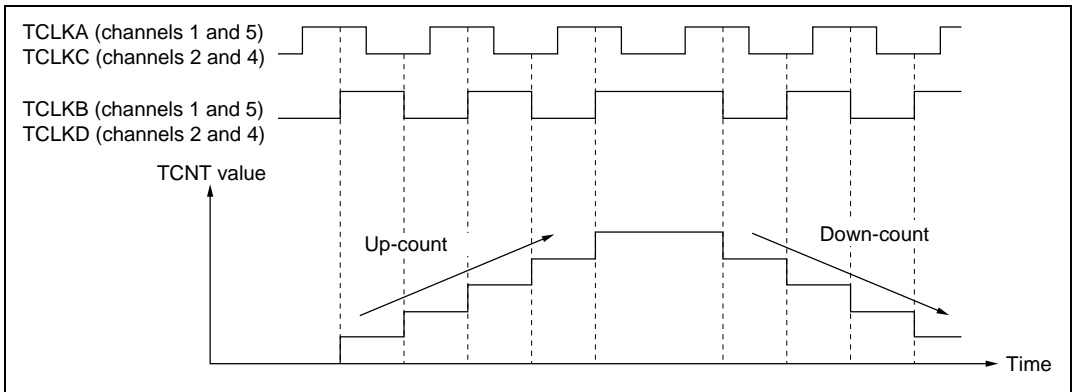 TCLKA (channels 1 and 5)
TCLKC (channels 2 and 4)
TCLKB (channels 1 and 5)
TCLKD (channels 2 and 4)
TCNT value
Up-count
Down-count
Time